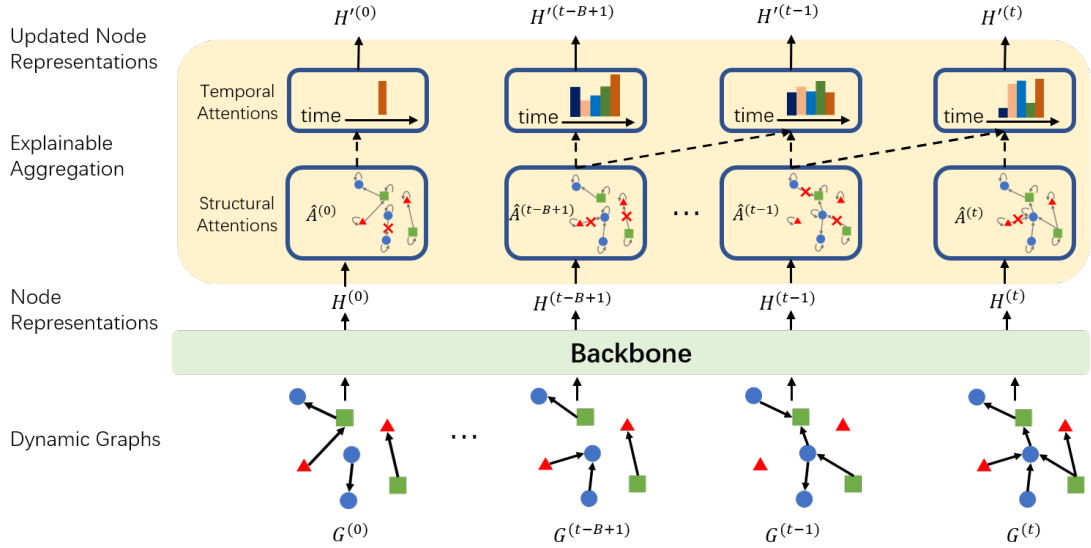 H′^(0) H′^(t−B+1) H′^(t−1) H′^(t)
Updated Node
Representations
Temporal
Attentions
time time time time
Explainable
Aggregation
Structural
Attentions
Â^(0) Â^(t−B+1) ... Â^(t−1) Â^(t)
Node
Representations
H^(0) H^(t−B+1) H^(t−1) H^(t)
Backbone
Dynamic Graphs
...
G^(0) G^(t−B+1) G^(t−1) G^(t)